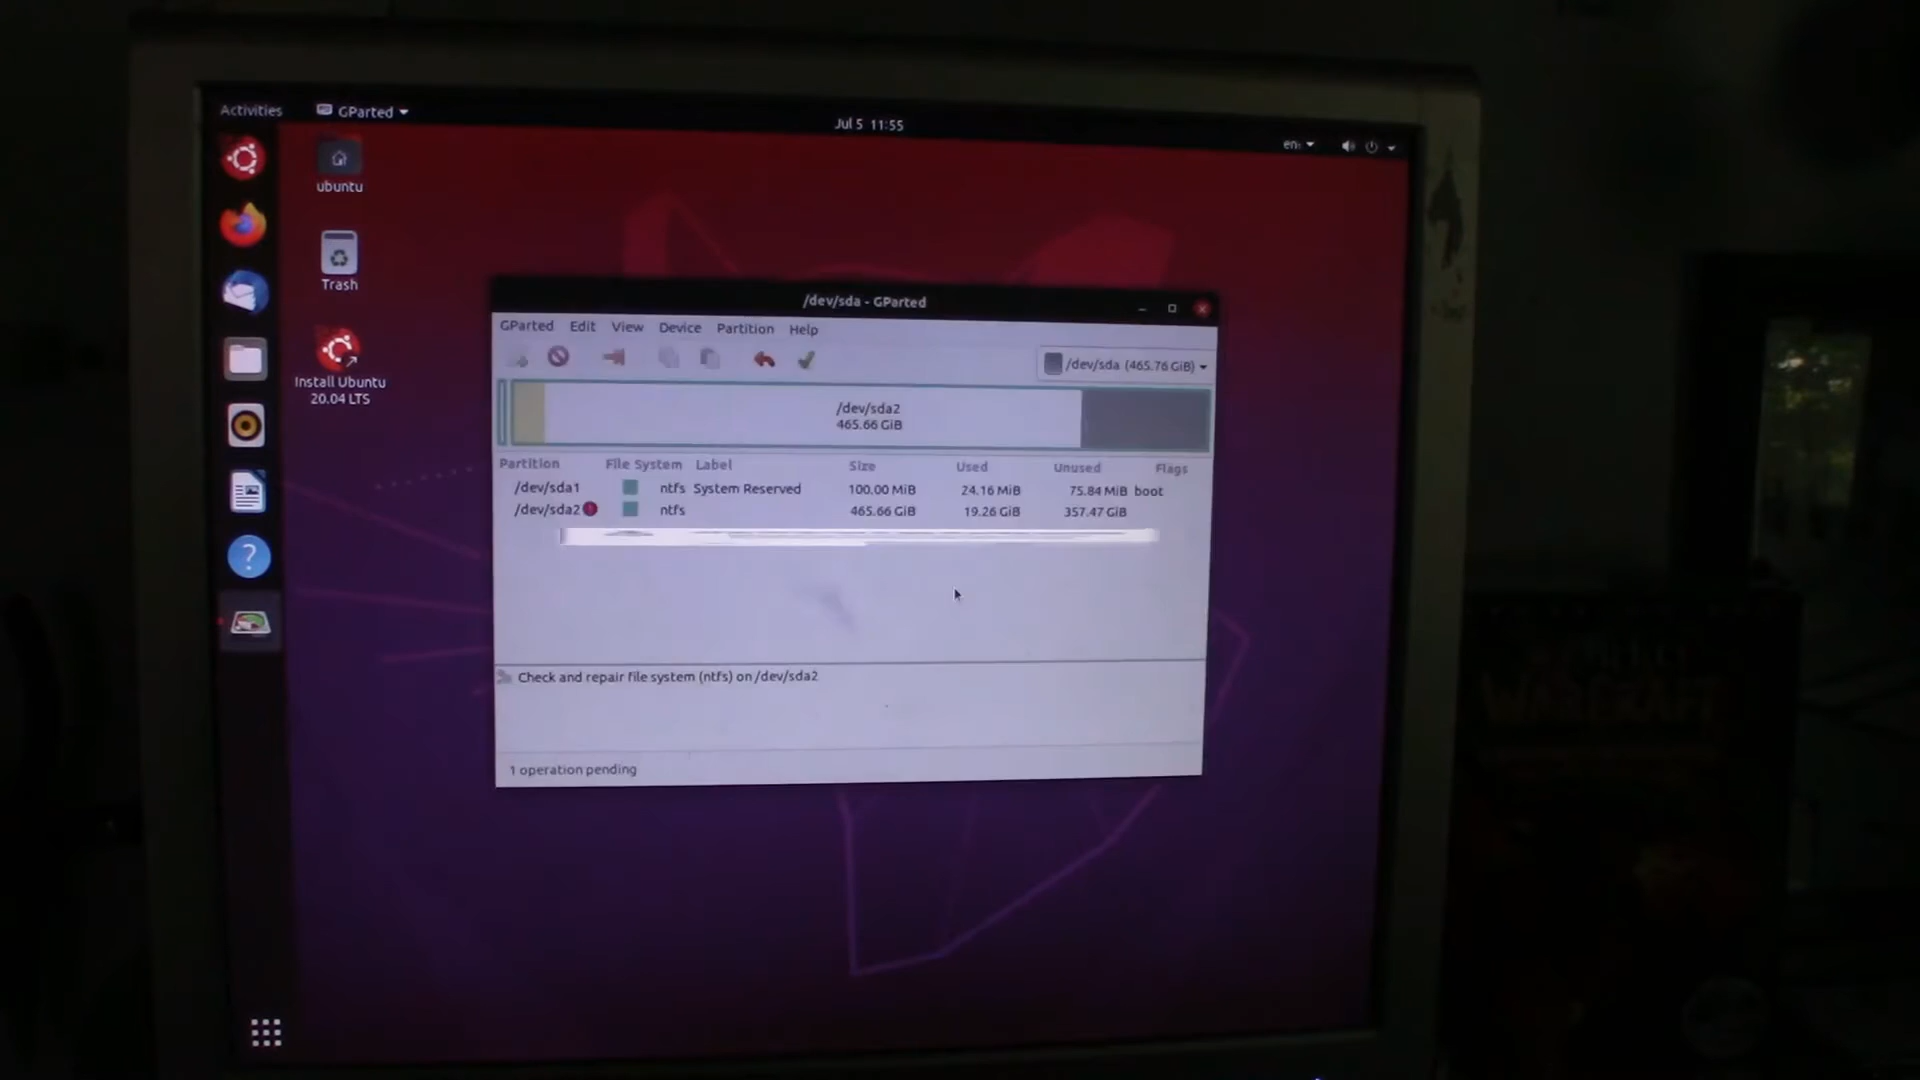 Activities GParted Jul 5 11:55 en
ubuntu
Trash
Install Ubuntu
20.04 LTS
/dev/sda - GParted
GParted Edit View Device Partition Help
/dev/sda (465.76 GiB)
/dev/sda2
465.66 GiB
Partition File System Label Size Used Unused Flags
/dev/sda1 ntfs System Reserved 100.00 MiB 24.16 MiB 75.84 MiB boot
/dev/sda2 ntfs 465.66 GiB 19.26 GiB 357.47 GiB
Check and repair file system (ntfs) on /dev/sda2
1 operation pending
WARCRAFT